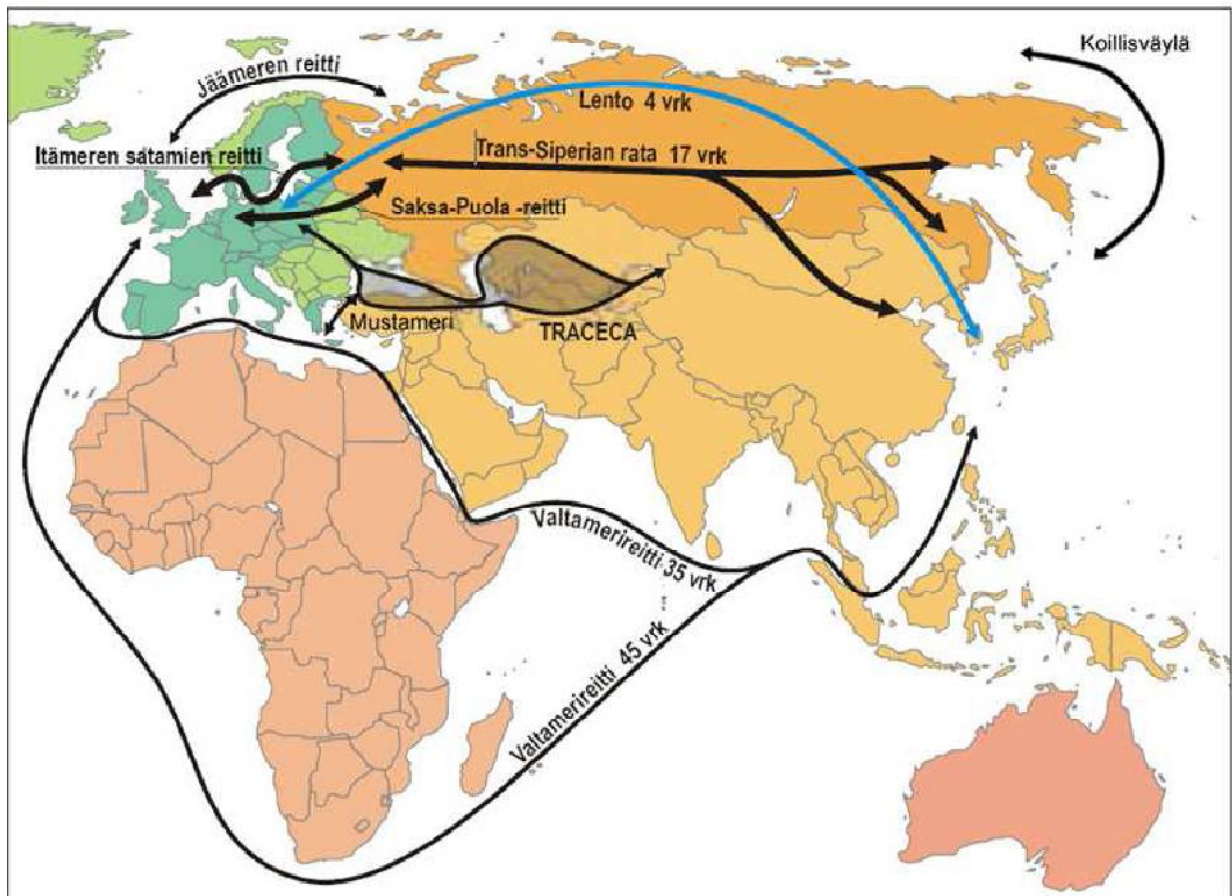 Koillisväylä
Jäämeren reitti
Lento 4 vrk
Itämeren satamien reitti
Trans-Siperian rata 17 vrk
Saksa-Puola -reitti
Mustameri
TRACECA
Valtamerireitti 35 vrk
Valtamerireitti 45 vrk